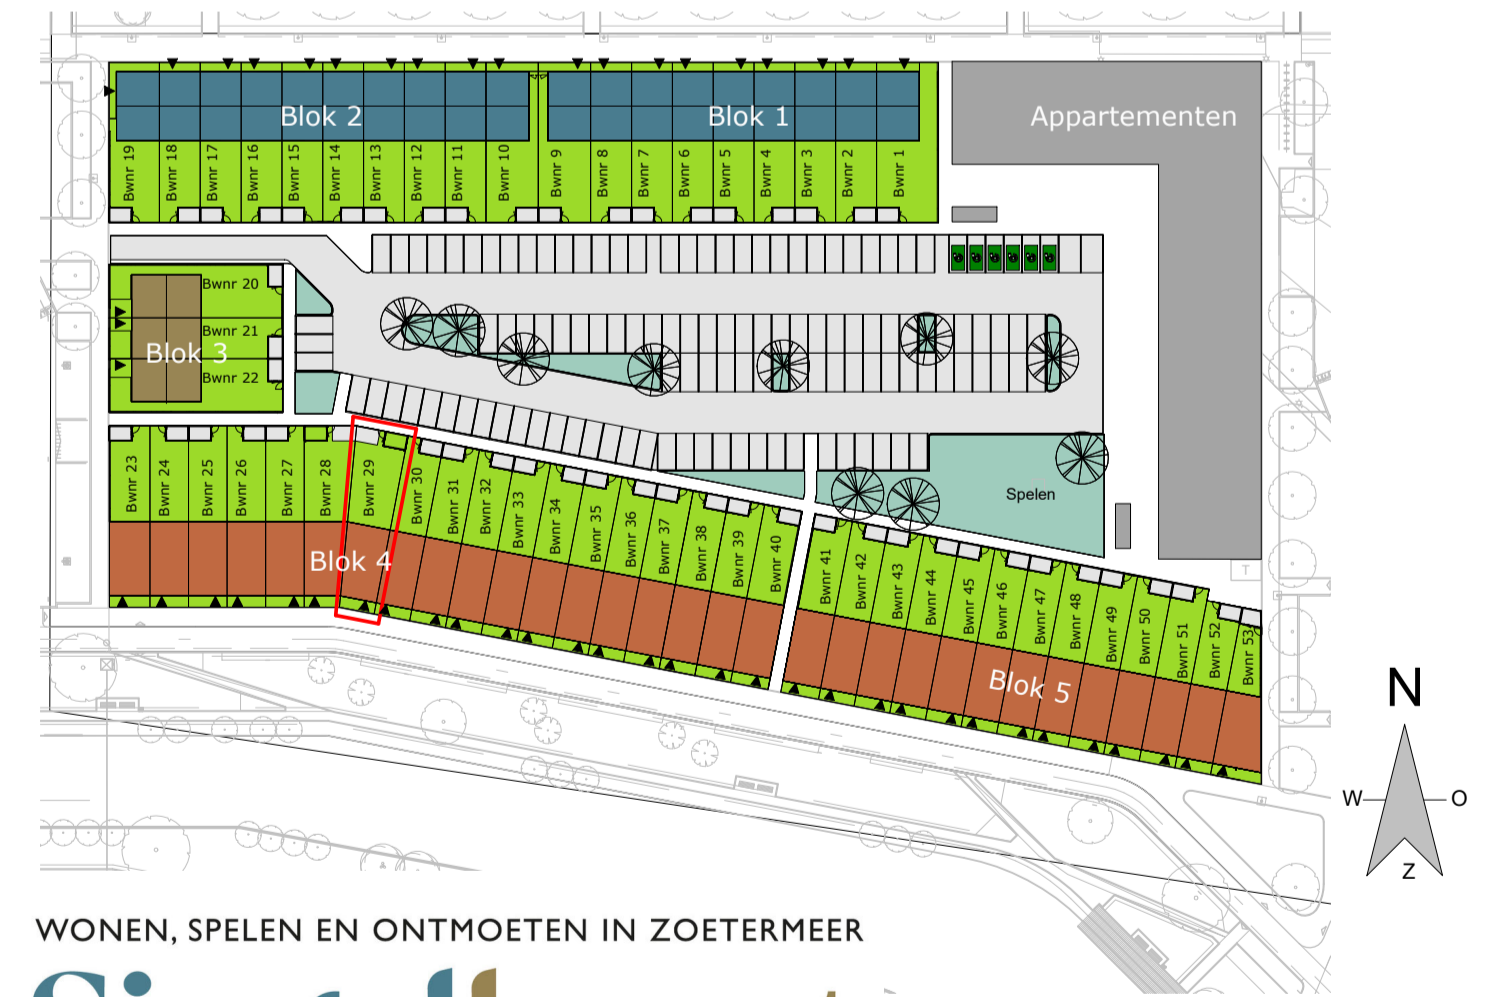 Blok 2
Blok 1
Appartementen
Bwnr 19
Bwnr 18
Bwnr 17
Bwnr 16
Bwnr 15
Bwnr 14
Bwnr 13
Bwnr 12
Bwnr 11
Bwnr 10
Bwnr 9
Bwnr 8
Bwnr 7
Bwnr 6
Bwnr 5
Bwnr 4
Bwnr 3
Bwnr 2
Bwnr 1
Bwnr 20
Bwnr 21
Blok 3
Bwnr 22
Bwnr 23
Bwnr 24
Bwnr 25
Bwnr 26
Bwnr 27
Bwnr 28
Bwnr 29
Bwnr 30
Bwnr 31
Bwnr 32
Bwnr 33
Bwnr 34
Bwnr 35
Bwnr 36
Bwnr 37
Bwnr 38
Bwnr 39
Bwnr 40
Spelen
Blok 4
Bwnr 41
Bwnr 42
Bwnr 43
Bwnr 44
Bwnr 45
Bwnr 46
Bwnr 47
Bwnr 48
Bwnr 49
Bwnr 50
Bwnr 51
Bwnr 52
Bwnr 53
T
Blok 5
N
W
O
Z
WONEN, SPELEN EN ONTMOETEN IN ZOETERMEER